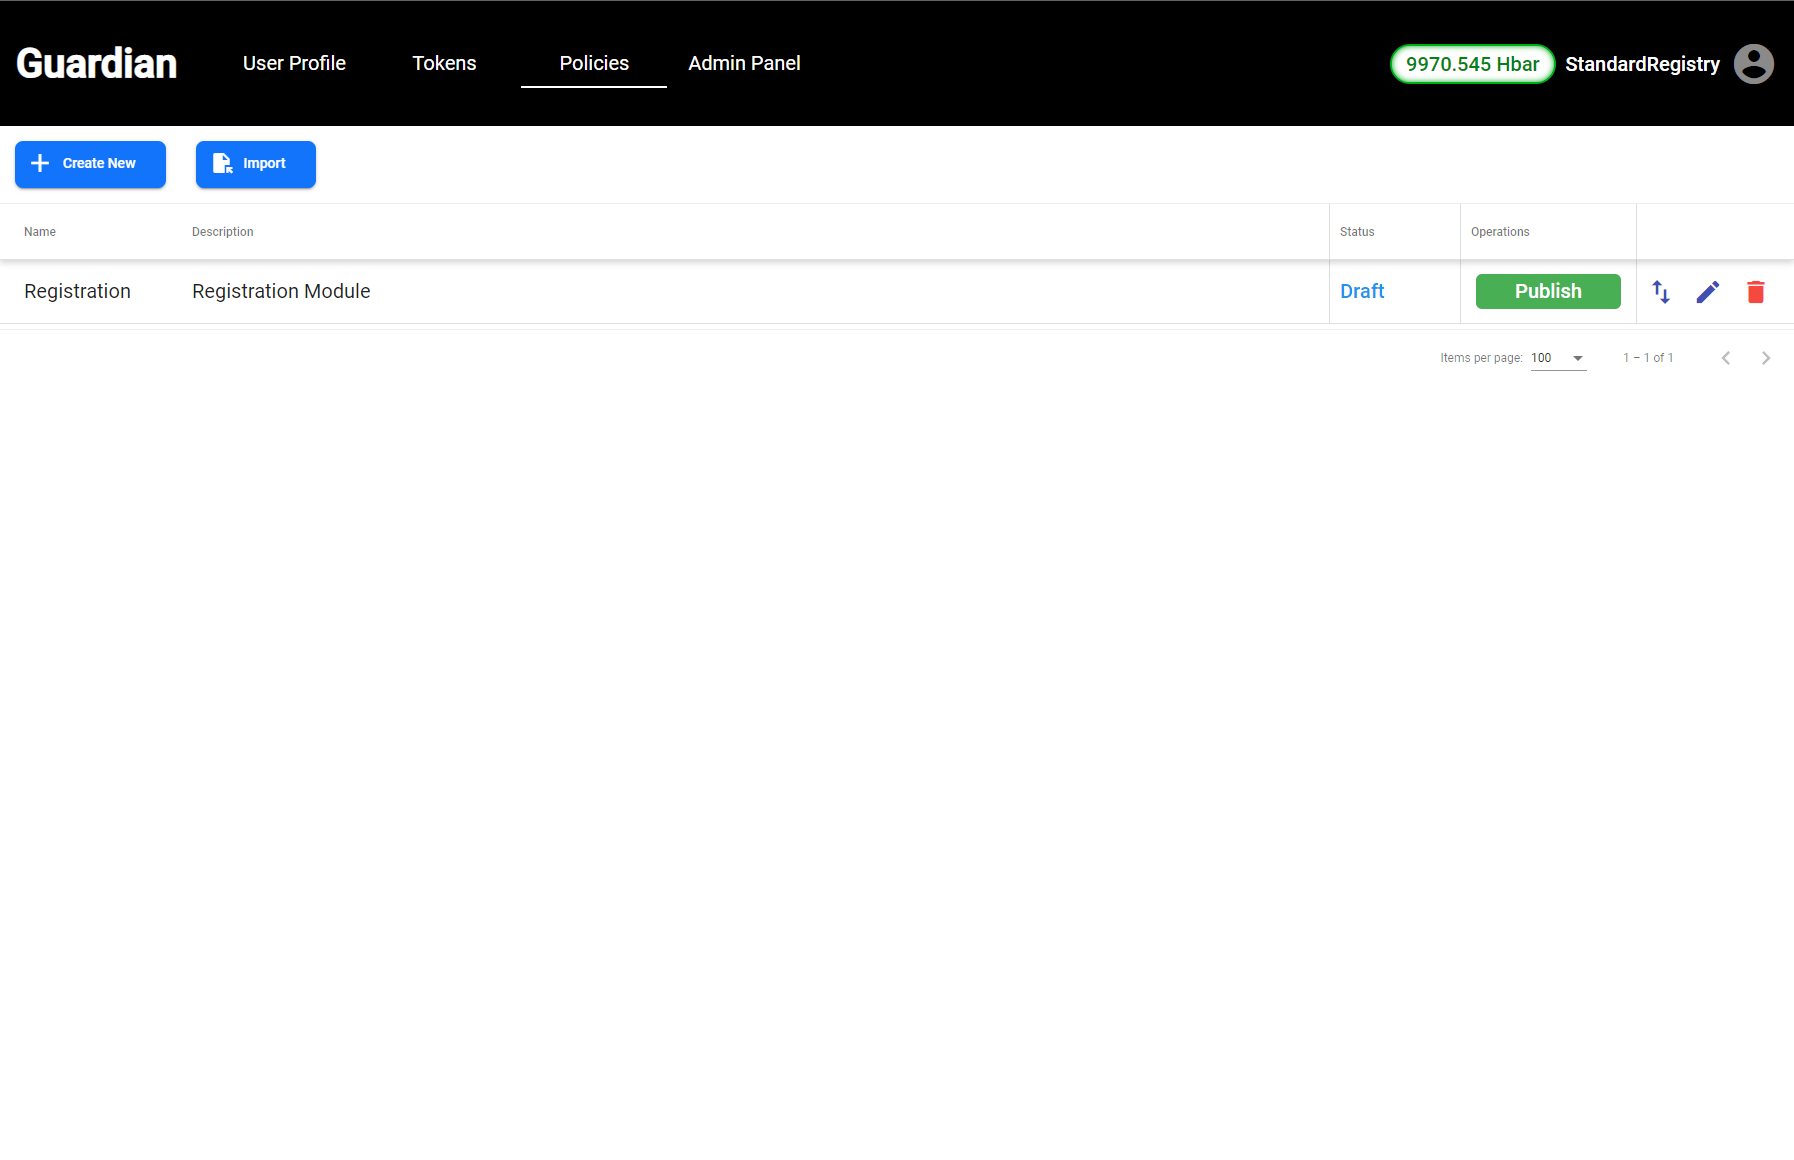 Guardian User Profile Tokens Policies Admin Panel 9970.545 Hbar StandardRegistry
Create New Import
Name Description Status Operations
Registration Registration Module Draft Publish
Items per page: 100 1 – 1 of 1